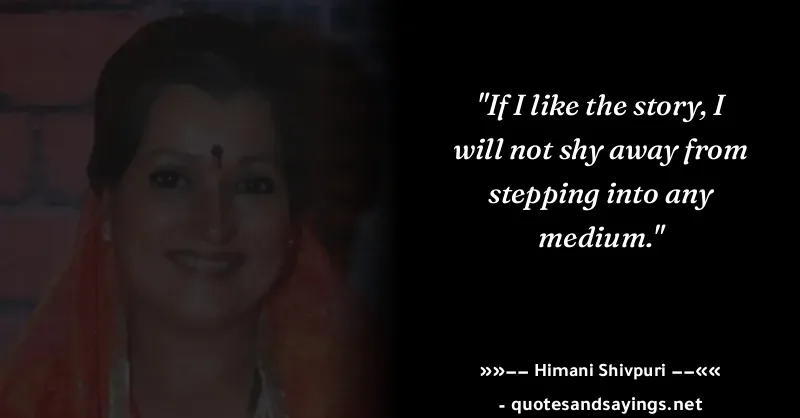 "If I like the story, I
will not shy away from
stepping into any
medium."
»»−− Himani Shivpuri −−««
- quotesandsayings.net